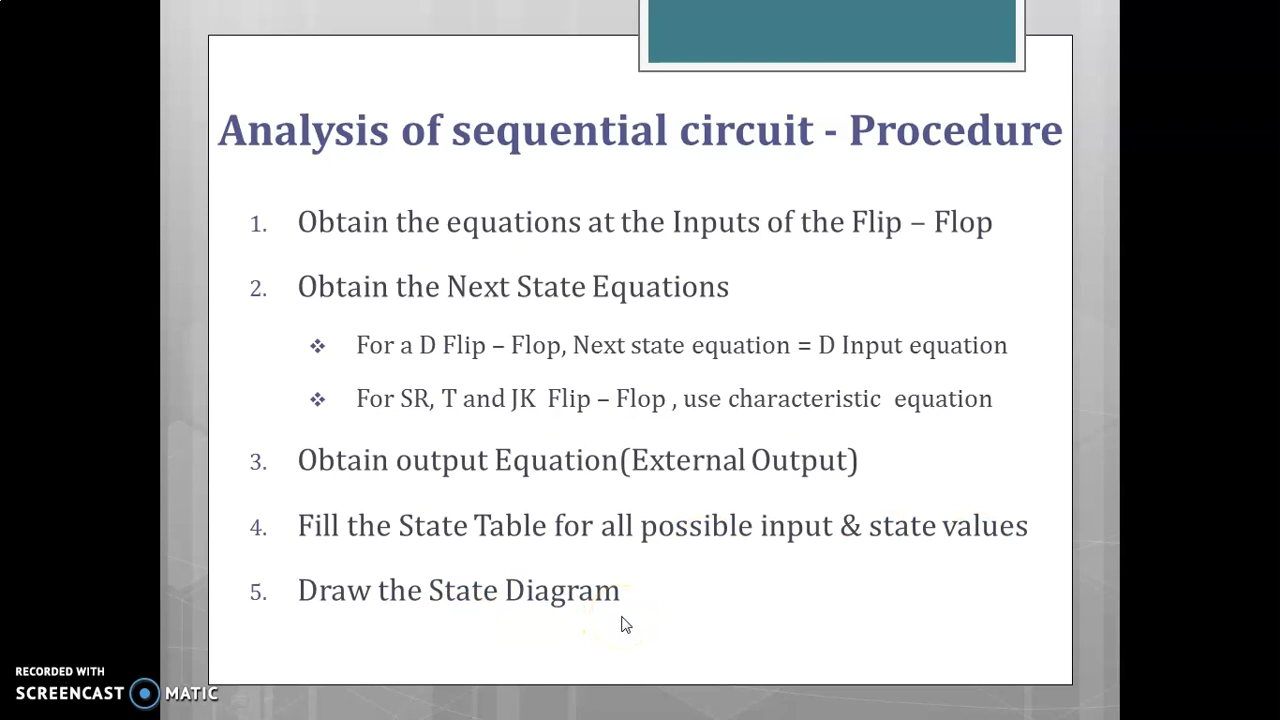 Analysis of sequential circuit - Procedure
1. Obtain the equations at the Inputs of the Flip – Flop
2. Obtain the Next State Equations
❖ For a D Flip – Flop, Next state equation = D Input equation
❖ For SR, T and JK Flip – Flop , use characteristic equation
3. Obtain output Equation(External Output)
4. Fill the State Table for all possible input & state values
5. Draw the State Diagram
RECORDED WITH
SCREENCAST MATIC